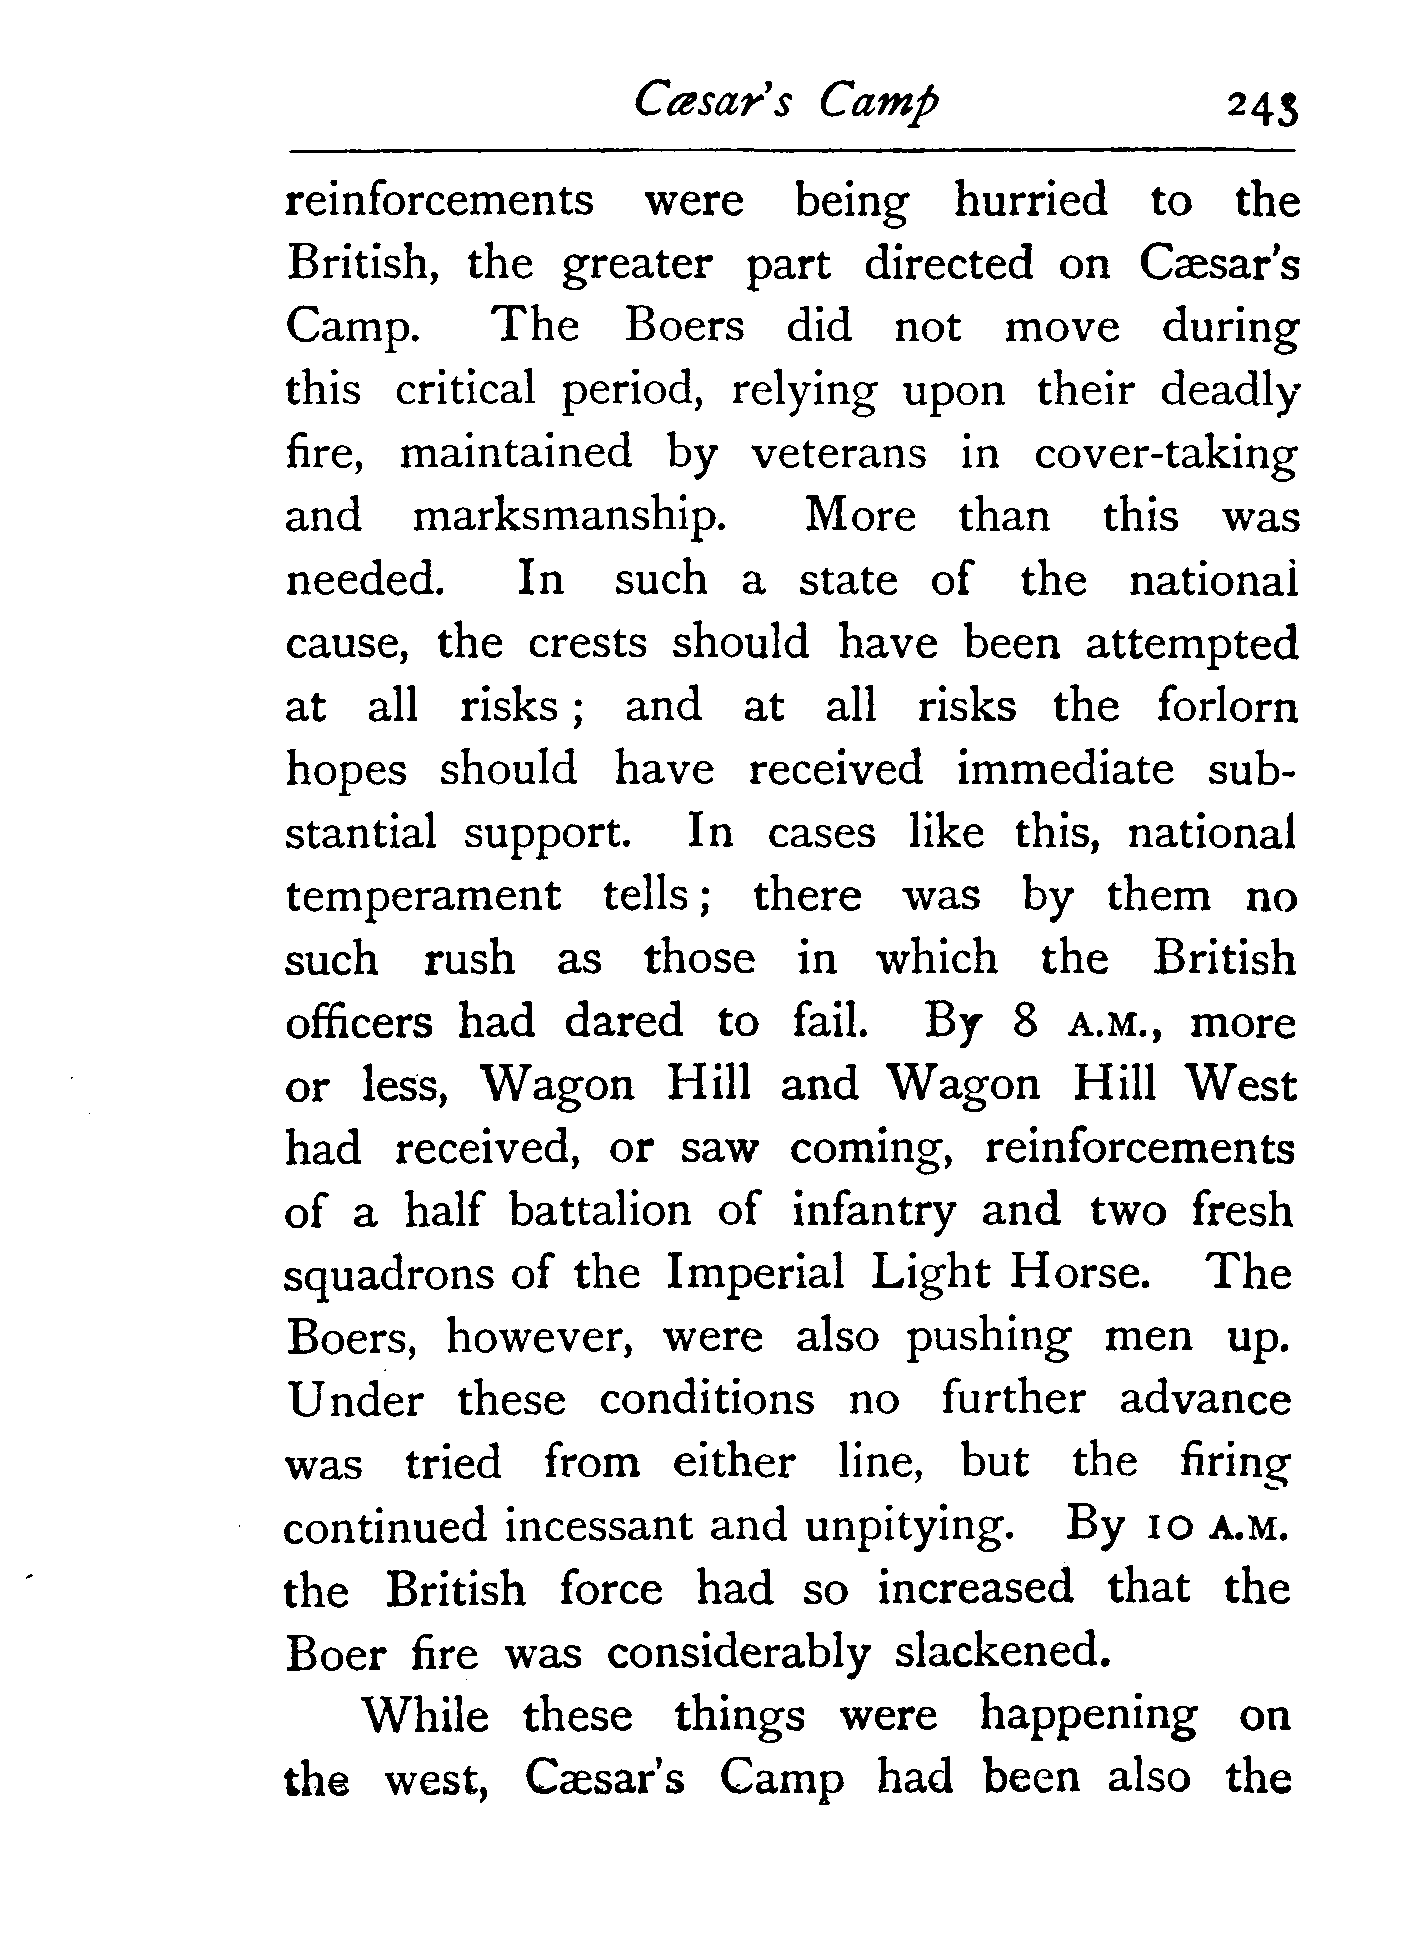 Cæsar's Camp 243
reinforcements were being hurried to the
British, the greater part directed on Cæsar's
Camp. The Boers did not move during
this critical period, relying upon their deadly
fire, maintained by veterans in cover-taking
and marksmanship. More than this was
needed. In such a state of the national
cause, the crests should have been attempted
at all risks ; and at all risks the forlorn
hopes should have received immediate sub-
stantial support. In cases like this, national
temperament tells ; there was by them no
such rush as those in which the British
officers had dared to fail. By 8 A.M., more
or less, Wagon Hill and Wagon Hill West
had received, or saw coming, reinforcements
of a half battalion of infantry and two fresh
squadrons of the Imperial Light Horse. The
Boers, however, were also pushing men up.
Under these conditions no further advance
was tried from either line, but the firing
continued incessant and unpitying. By 10 A.M.
the British force had so increased that the
Boer fire was considerably slackened.
While these things were happening on
the west, Cæsar's Camp had been also the